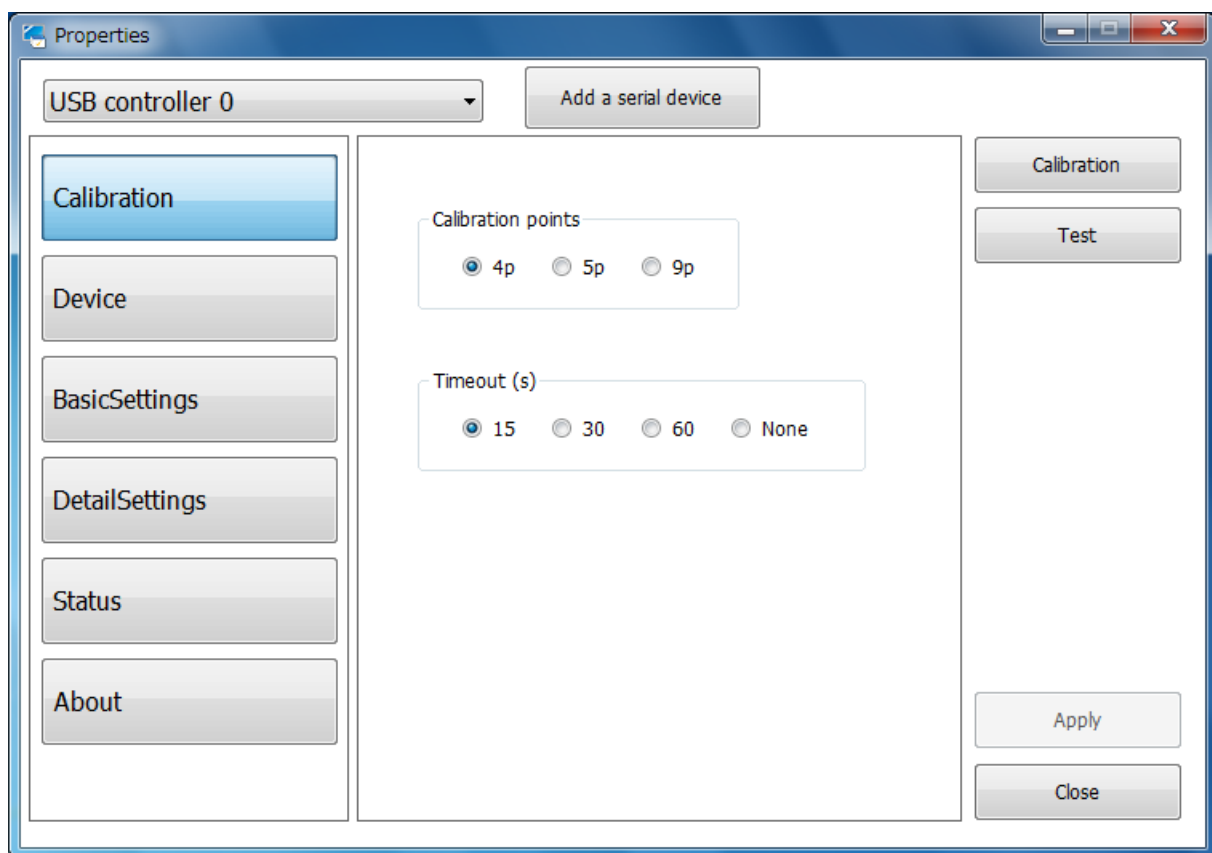 Properties
USB controller 0
Add a serial device
Calibration
Device
BasicSettings
DetailSettings
Status
About
Calibration points
4p 5p 9p
Timeout (s)
15 30 60 None
Calibration
Test
Apply
Close